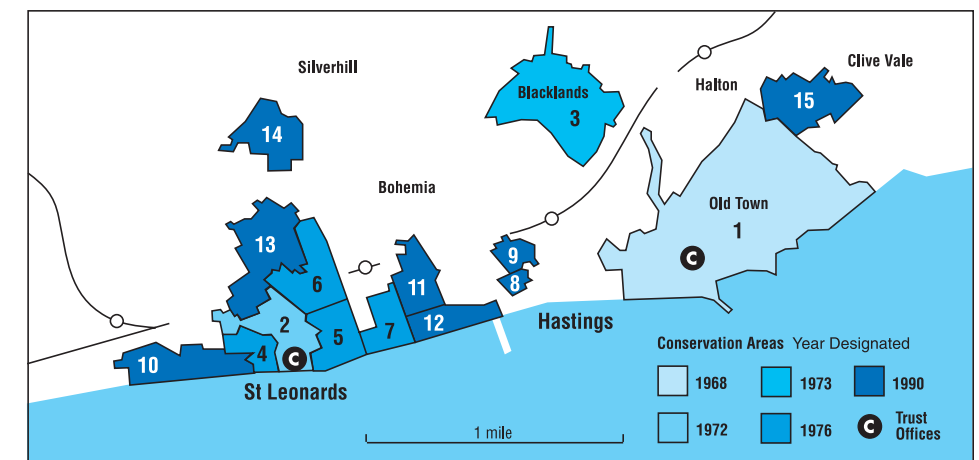 Silverhill
Blacklands
3
Halton
Clive Vale
15
14
Bohemia
Old Town
1
C
13
9
8
6
11
2
5
7
12
4
C
10
St Leonards
Hastings
Conservation Areas Year Designated
1968
1973
1990
1972
1976
C
Trust
Offices
1 mile